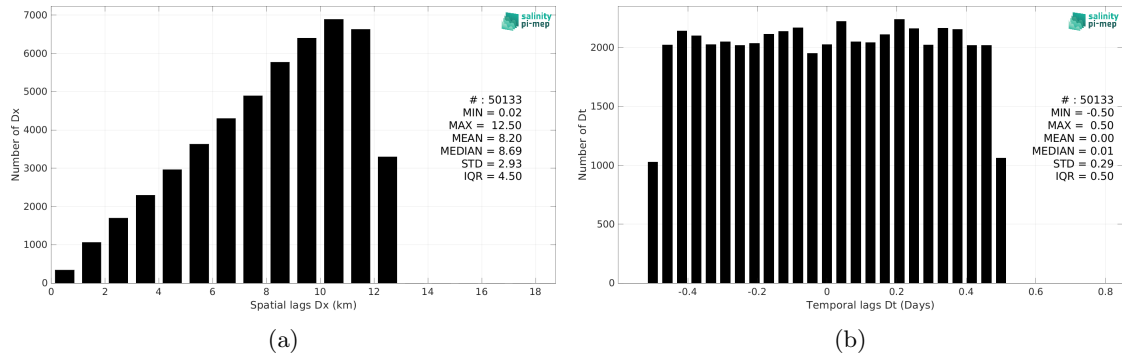 7000
6000
5000
4000
3000
2000
1000
0
Number of Dx
0 2 4 6 8 10 12 14 16 18
Spatial lags Dx (km)
salinity
pi-mep
# : 50133
MIN = 0.02
MAX = 12.50
MEAN = 8.20
MEDIAN = 8.69
STD = 2.93
IQR = 4.50
(a)
2000
1500
1000
500
0
Number of Dt
-0.4 -0.2 0 0.2 0.4 0.6 0.8
Temporal lags Dt (Days)
salinity
pi-mep
# : 50133
MIN = -0.50
MAX = 0.50
MEAN = 0.00
MEDIAN = 0.01
STD = 0.29
IQR = 0.50
(b)